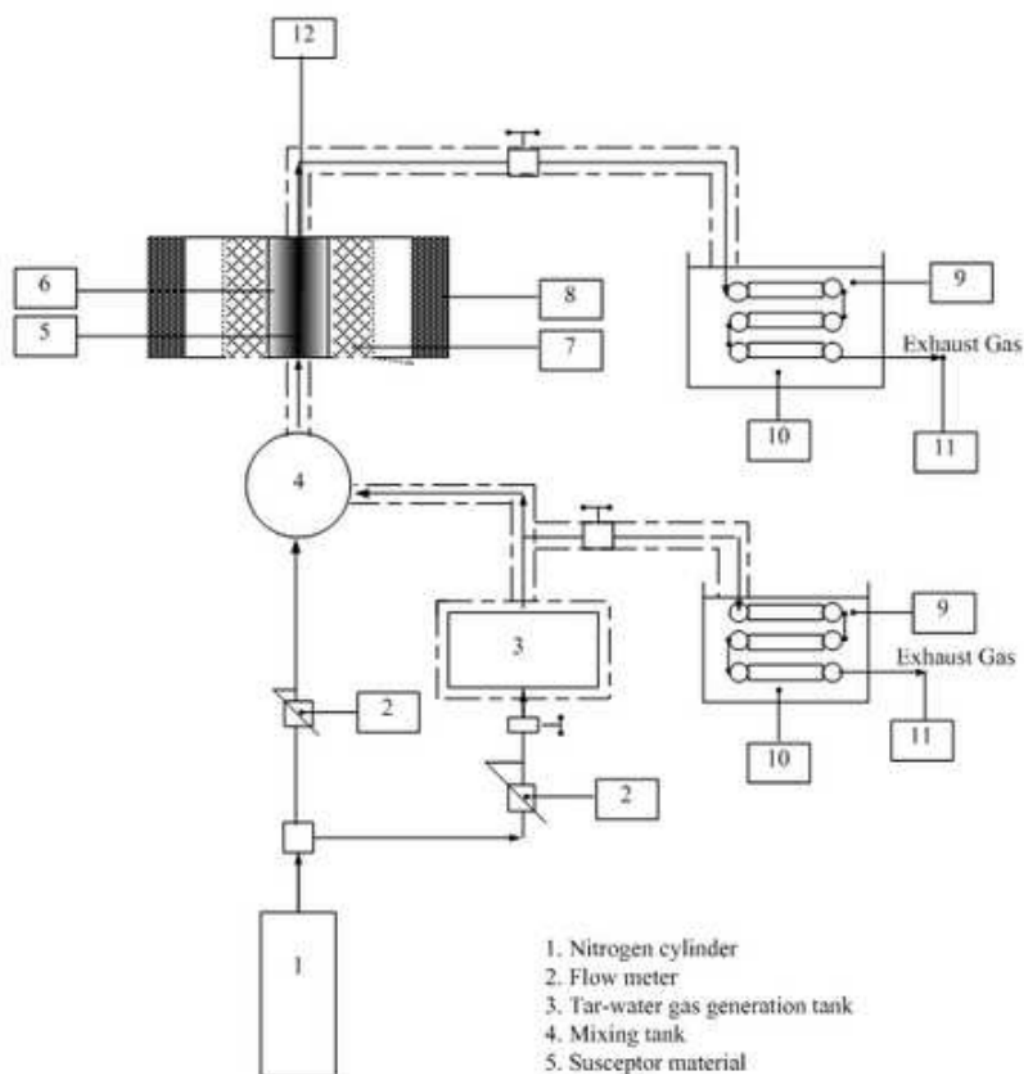 12
6
5
8
7
9
Exhaust Gas
10
11
4
3
9
Exhaust Gas
2
11
10
2
1
1. Nitrogen cylinder
2. Flow meter
3. Tar-water gas generation tank
4. Mixing tank
5. Susceptor material